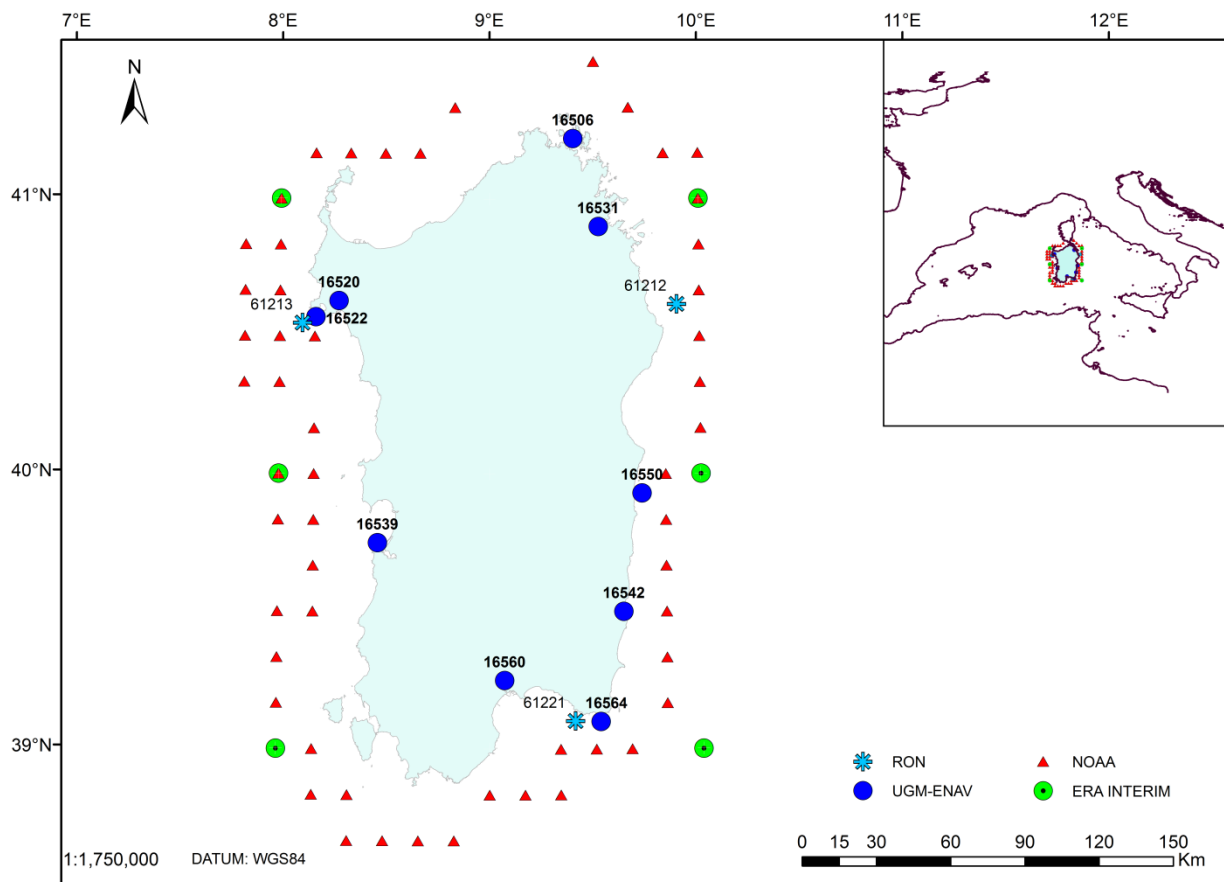 7°E 8°E 9°E 10°E 11°E 12°E
N
16506
41°N
16531
16520
61212
61213
16522
40°N
16550
16539
16542
16560
61221 16564
39°N
RON NOAA
UGM-ENAV ERA INTERIM
0 15 30 60 90 120 150
Km
1:1,750,000 DATUM: WGS84